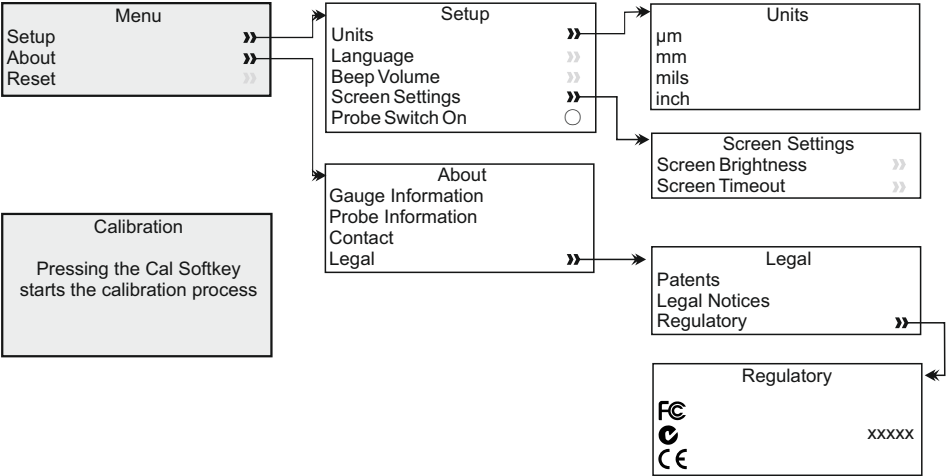 Menu
Setup
About
Reset
Setup
Units
Language
Beep Volume
Screen Settings
Probe Switch On
Units
µm
mm
mils
inch
Screen Settings
Screen Brightness
Screen Timeout
About
Gauge Information
Probe Information
Contact
Legal
Calibration
Pressing the Cal Softkey
starts the calibration process
Legal
Patents
Legal Notices
Regulatory
Regulatory
FC
xxxxx
CE